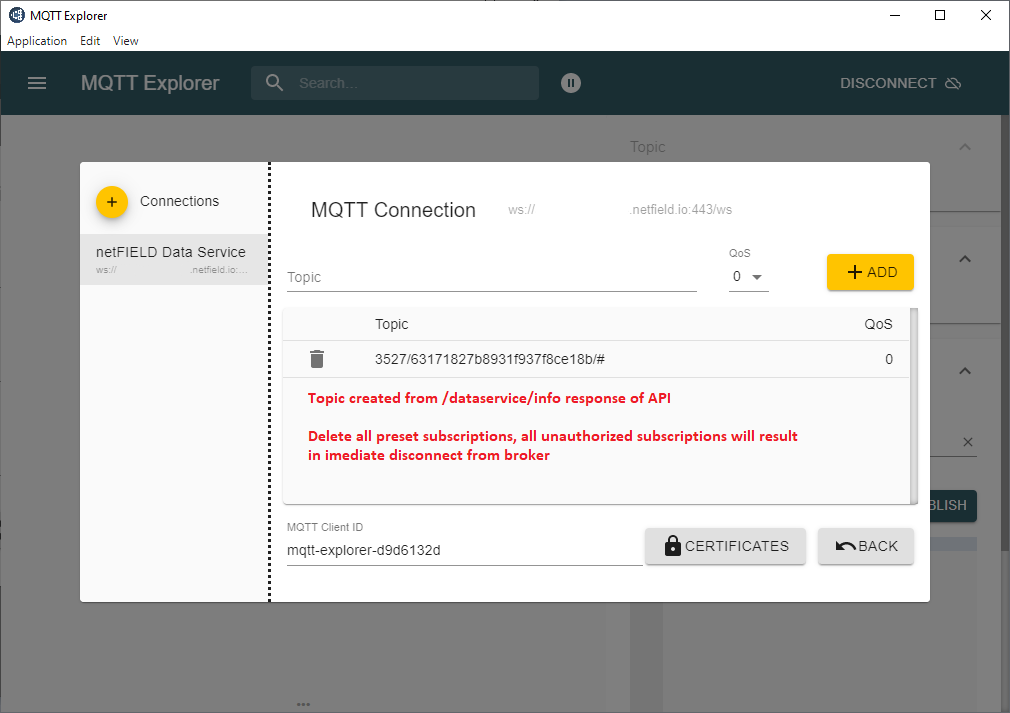 MQTT Explorer
Application Edit View
MQTT Explorer
Search...
DISCONNECT
Topic
+ Connections
MQTT Connection ws:// .netfield.io:443/ws
netFIELD Data Service
ws:// .netfield.io:...
QoS
Topic
0
+ ADD
Topic QoS
3527/63171827b8931f937f8ce18b/# 0
Topic created from /dataservice/info response of API
Delete all preset subscriptions, all unauthorized subscriptions will result
in imediate disconnect from broker
BLISH
MQTT Client ID
mqtt-explorer-d9d6132d
CERTIFICATES
BACK
...